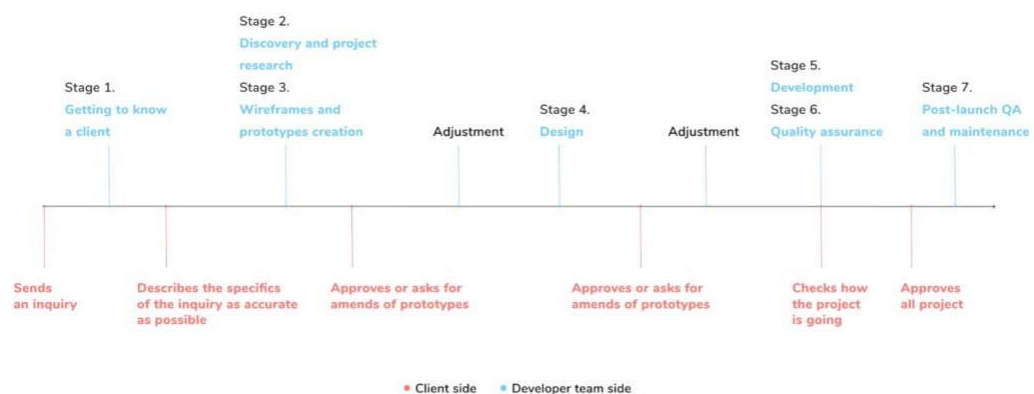 Stage 2.
Discovery and project
research
Stage 1.
Getting to know
a client
Stage 3.
Wireframes and
prototypes creation
Adjustment
Stage 4.
Design
Adjustment
Stage 5.
Development
Stage 6.
Quality assurance
Stage 7.
Post-launch QA
and maintenance
Sends
an inquiry
Describes the specifics
of the inquiry as accurate
as possible
Approves or asks for
amends of prototypes
Approves or asks for
amends of prototypes
Checks how
the project
is going
Approves
all project
Client side
Developer team side